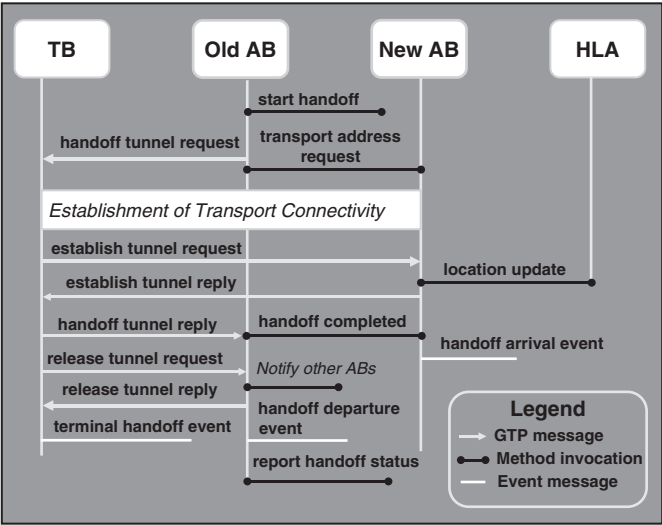 TB
Old AB
New AB
HLA
start handoff
handoff tunnel request
transport address
request
Establishment of Transport Connectivity
establish tunnel request
location update
establish tunnel reply
handoff tunnel reply
handoff completed
handoff arrival event
release tunnel request
Notify other ABs
release tunnel reply
handoff departure
event
terminal handoff event
report handoff status
Legend
GTP message
Method invocation
Event message